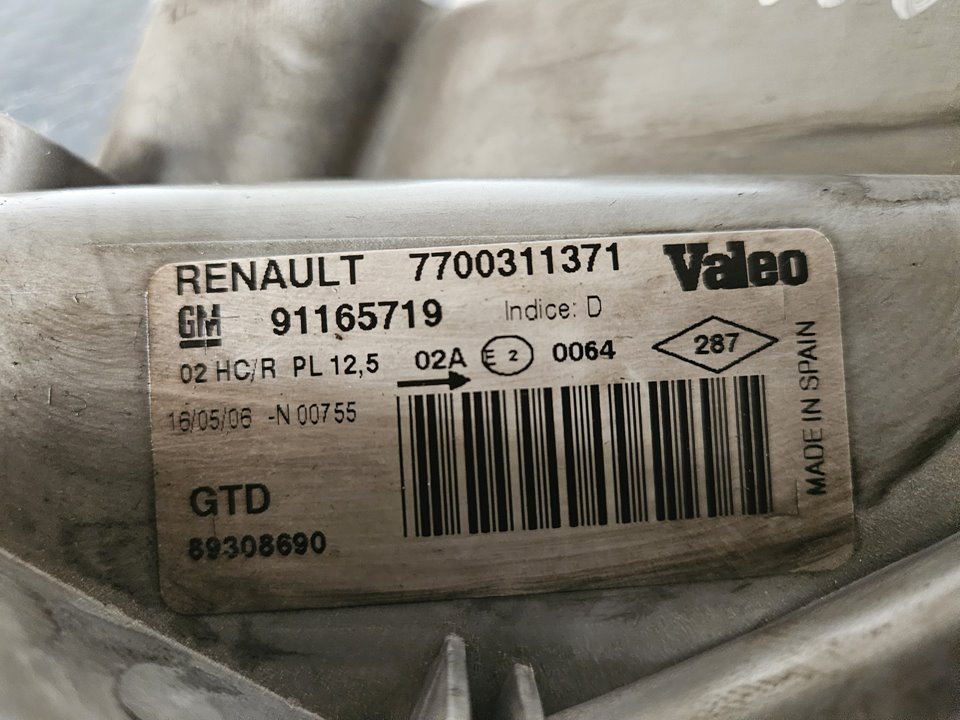 RENAULT 7700311371 Valeo
GM 91165719 Indice: D
02 HC/R PL 12,5 02A E 2 0064 287
16/05/06 -N 00755
MADE IN SPAIN
GTD
89308690